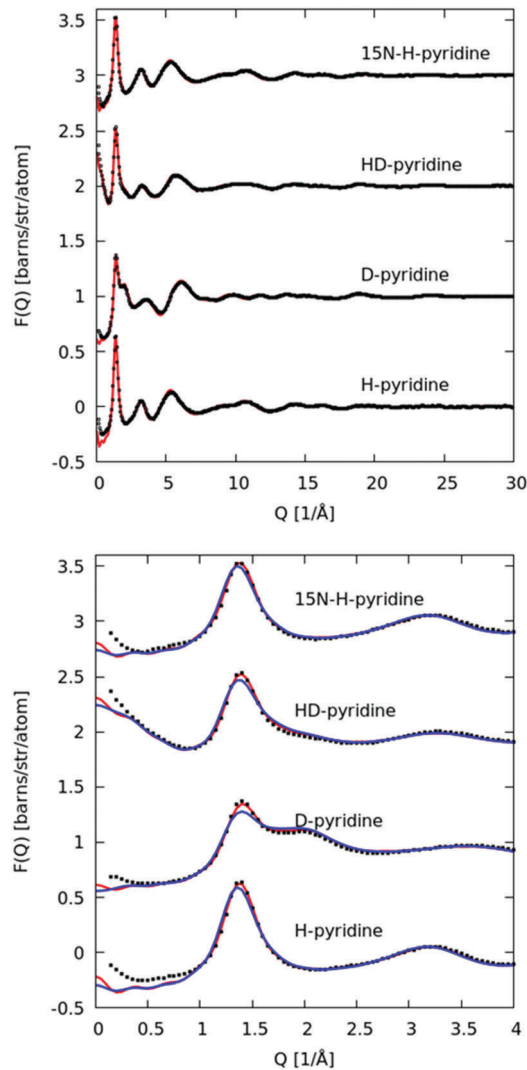 3.5
3
2.5
2
1.5
1
0.5
0
-0.5
F(Q) [barns/str/atom]
15N-H-pyridine
HD-pyridine
D-pyridine
H-pyridine
0 5 10 15 20 25 30
Q [1/Å]
3.5
3
2.5
2
1.5
1
0.5
0
-0.5
F(Q) [barns/str/atom]
15N-H-pyridine
HD-pyridine
D-pyridine
H-pyridine
0 0.5 1 1.5 2 2.5 3 3.5 4
Q [1/Å]